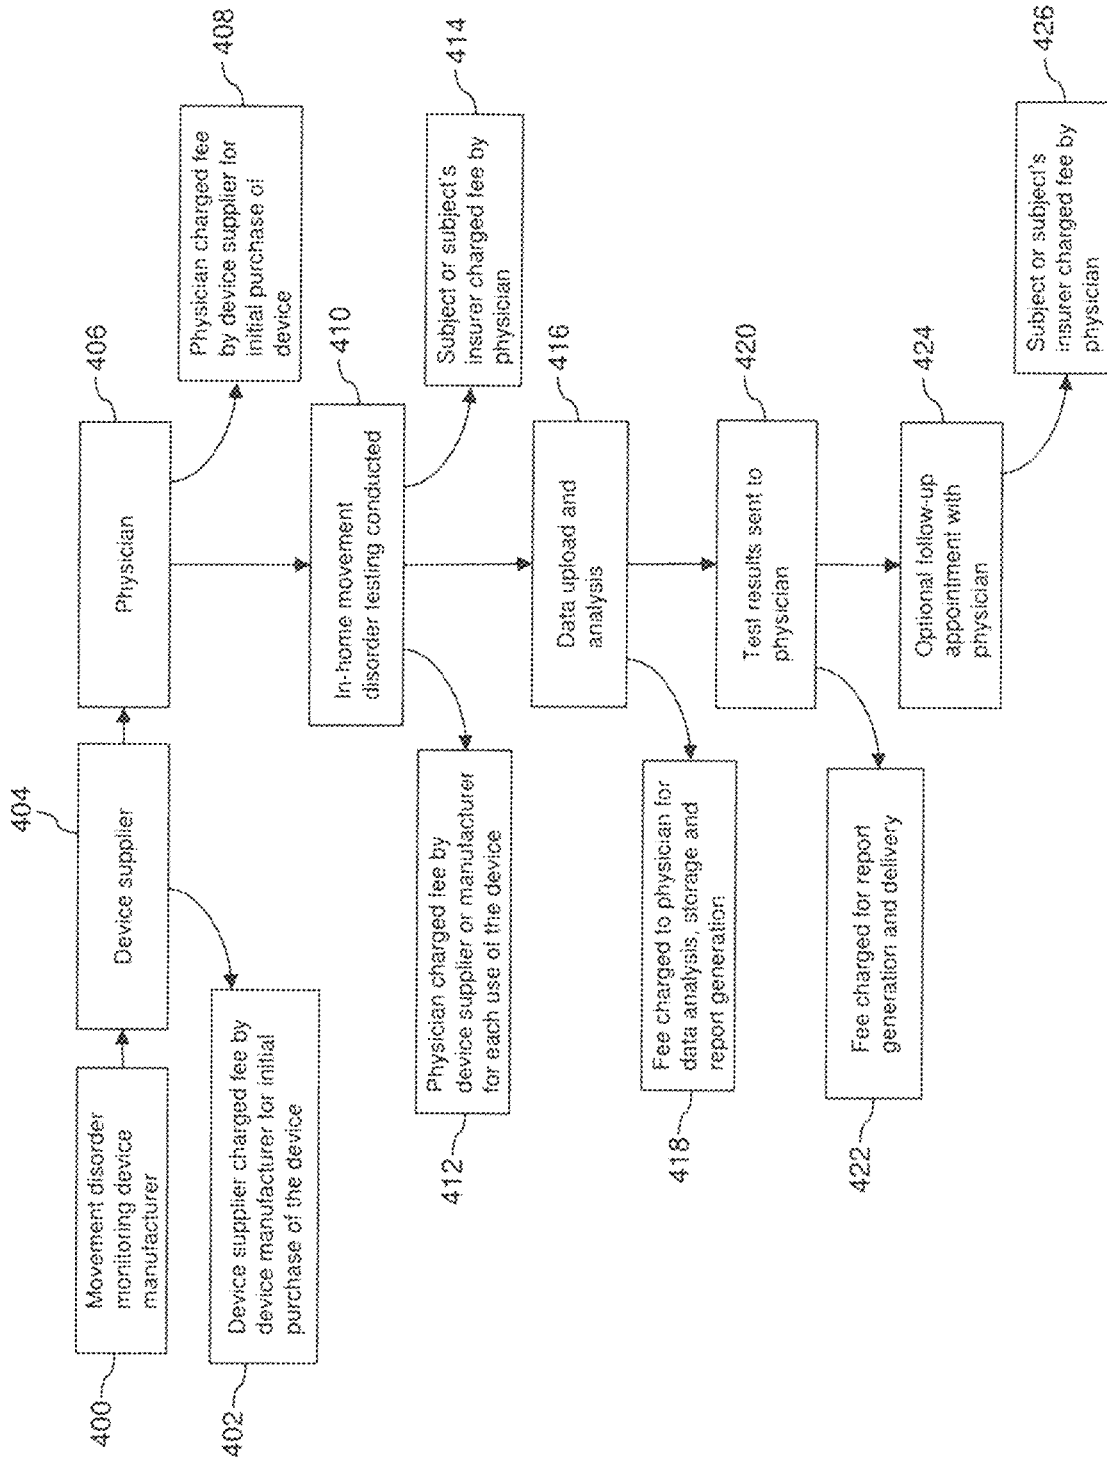 400
Movement disorder
monitoring device
manufacturer
402
Device supplier charged fee by
device manufacturer for initial
purchase of the device
404
Device supplier
406
Physician
408
Physician charged fee
by device supplier for
initial purchase of
device
410
In-home movement
disorder testing conducted
412
Physician charged fee by
device supplier or manufacturer
for each use of the device
414
Subject or subject's
insurer charged fee by
physician
416
Data upload and
analysis
418
Fee charged to physician for
data analysis, storage and
report generation
420
Test results sent to
physician
422
Fee charged for report
generation and delivery
424
Optional follow-up
appointment with
physician
426
Subject or subject's
insurer charged fee by
physician